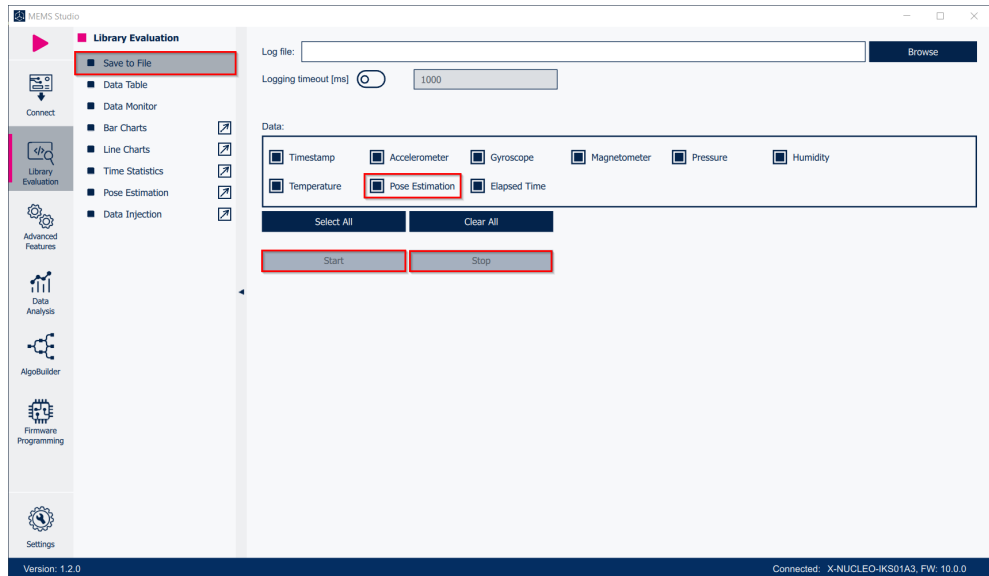 MEMS Studio
Connect
Library
Evaluation
Advanced
Features
Data
Analysis
AlgoBuilder
Firmware
Programming
Settings
Library Evaluation
Save to File
Data Table
Data Monitor
Bar Charts
Line Charts
Time Statistics
Pose Estimation
Data Injection
Log file:
Browse
Logging timeout [ms]
1000
Data:
Timestamp Accelerometer Gyroscope Magnetometer Pressure Humidity
Temperature Pose Estimation Elapsed Time
Select All Clear All
Start Stop
Version: 1.2.0
Connected: X-NUCLEO-IKS01A3, FW: 10.0.0